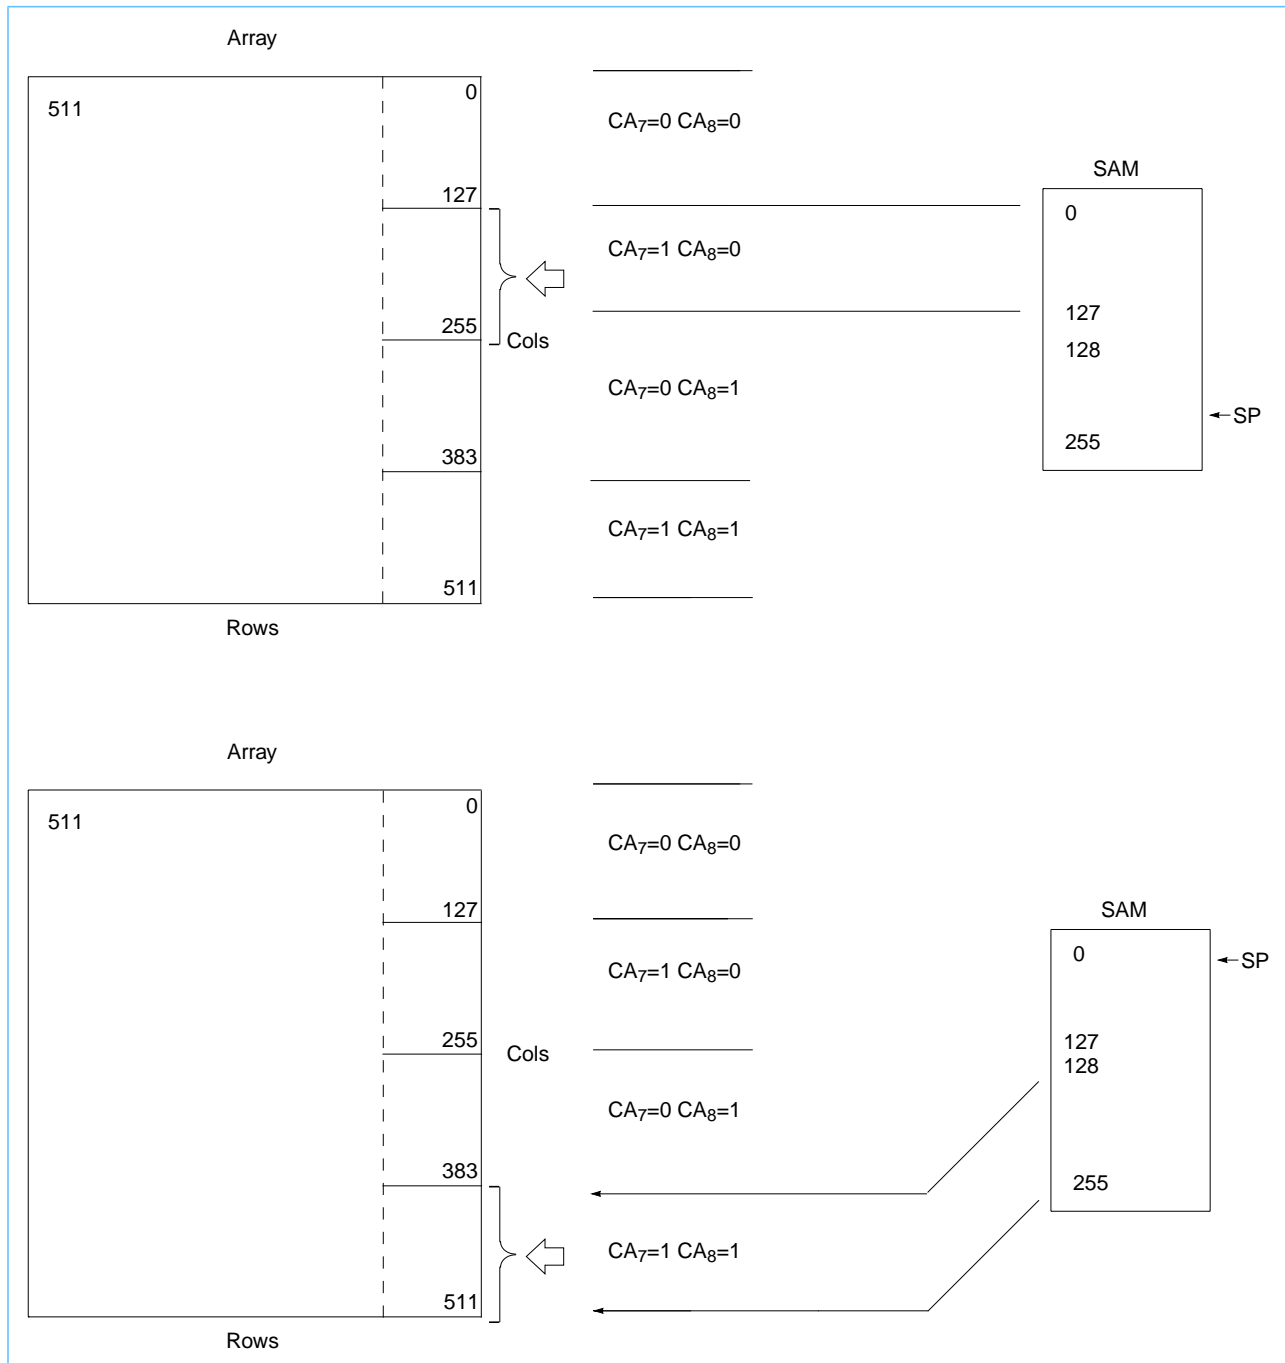 Array
511
0
127
255
383
511
Cols
Rows
CA7=0 CA8=0
CA7=1 CA8=0
CA7=0 CA8=1
CA7=1 CA8=1
SAM
0
127
128
255
SP
Array
511
0
127
255
383
511
Cols
Rows
CA7=0 CA8=0
CA7=1 CA8=0
CA7=0 CA8=1
CA7=1 CA8=1
SAM
0
127
128
255
SP